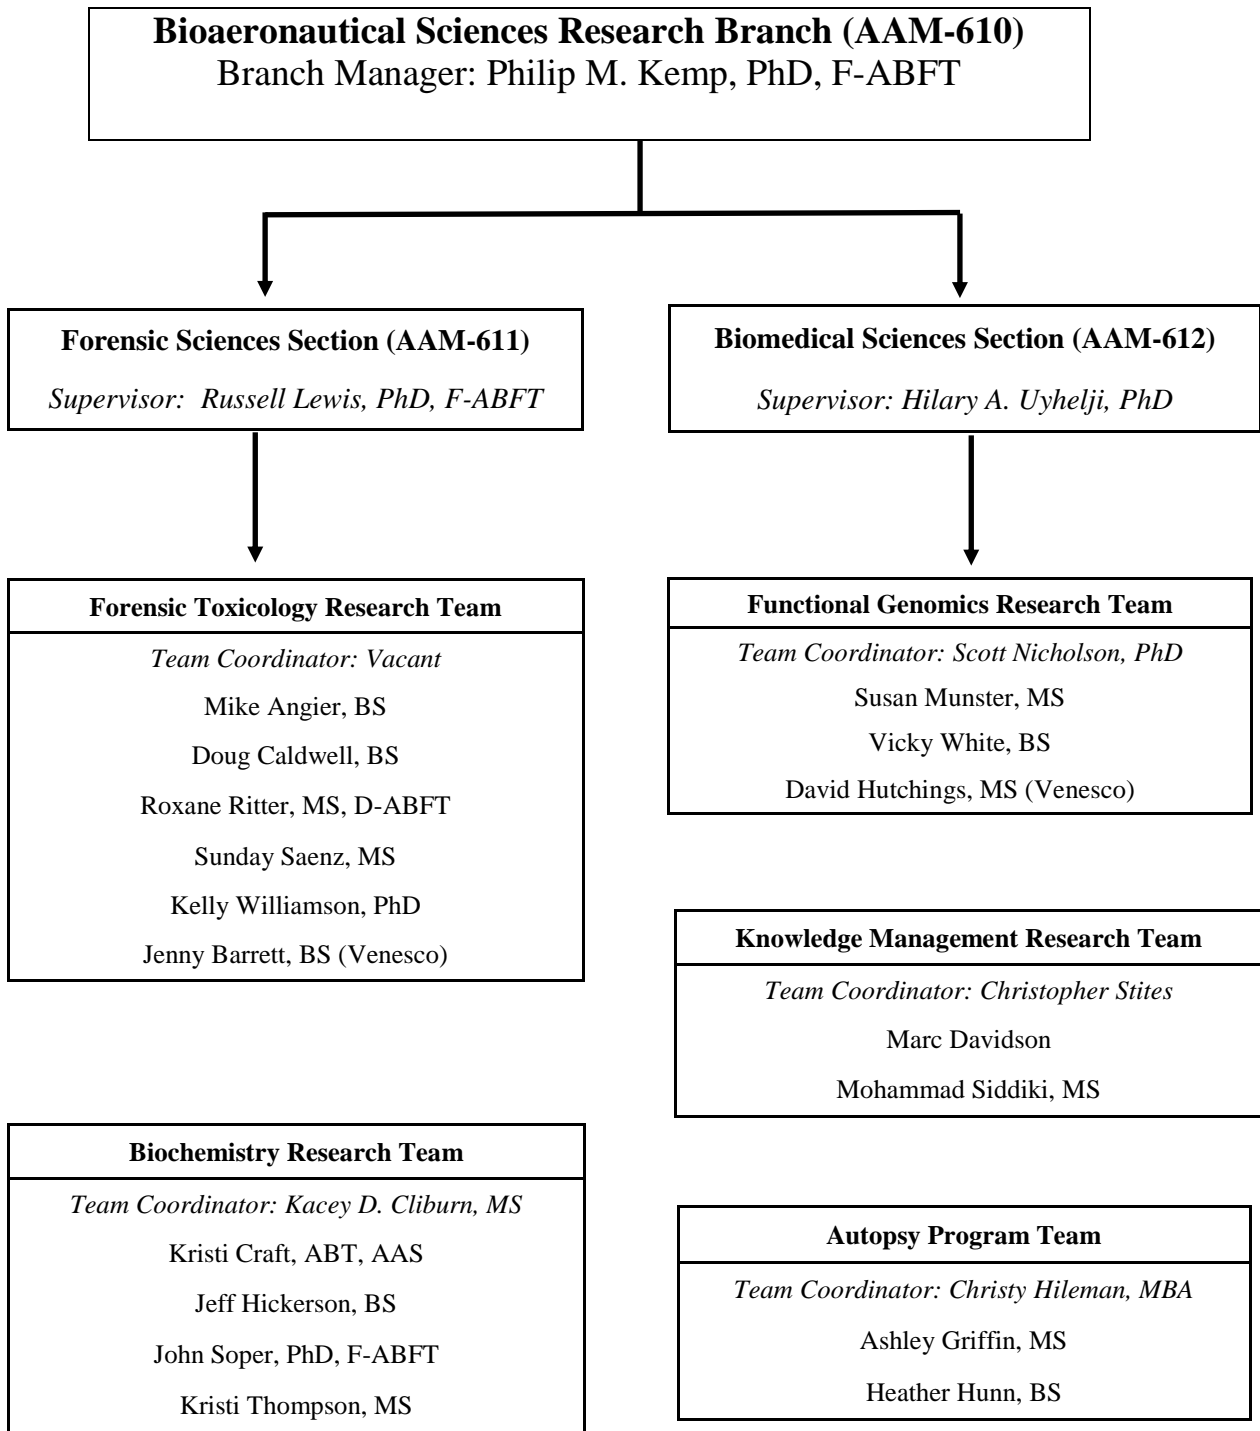 Bioaeronautical Sciences Research Branch (AAM-610)
Branch Manager: Philip M. Kemp, PhD, F-ABFT
Forensic Sciences Section (AAM-611)
Supervisor: Russell Lewis, PhD, F-ABFT
Biomedical Sciences Section (AAM-612)
Supervisor: Hilary A. Uyhelji, PhD
Forensic Toxicology Research Team
Team Coordinator: Vacant
Mike Angier, BS
Doug Caldwell, BS
Roxane Ritter, MS, D-ABFT
Sunday Saenz, MS
Kelly Williamson, PhD
Jenny Barrett, BS (Venesco)
Biochemistry Research Team
Team Coordinator: Kacey D. Cliburn, MS
Kristi Craft, ABT, AAS
Jeff Hickerson, BS
John Soper, PhD, F-ABFT
Kristi Thompson, MS
Functional Genomics Research Team
Team Coordinator: Scott Nicholson, PhD
Susan Munster, MS
Vicky White, BS
David Hutchings, MS (Venesco)
Knowledge Management Research Team
Team Coordinator: Christopher Stites
Marc Davidson
Mohammad Siddiki, MS
Autopsy Program Team
Team Coordinator: Christy Hileman, MBA
Ashley Griffin, MS
Heather Hunn, BS